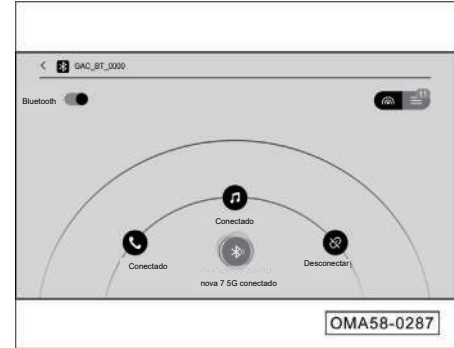 GAC_BT_0000
Bluetooth
11
Conectado
Conectado
Desconectar
nova 7 5G conectado
OMA58-0287